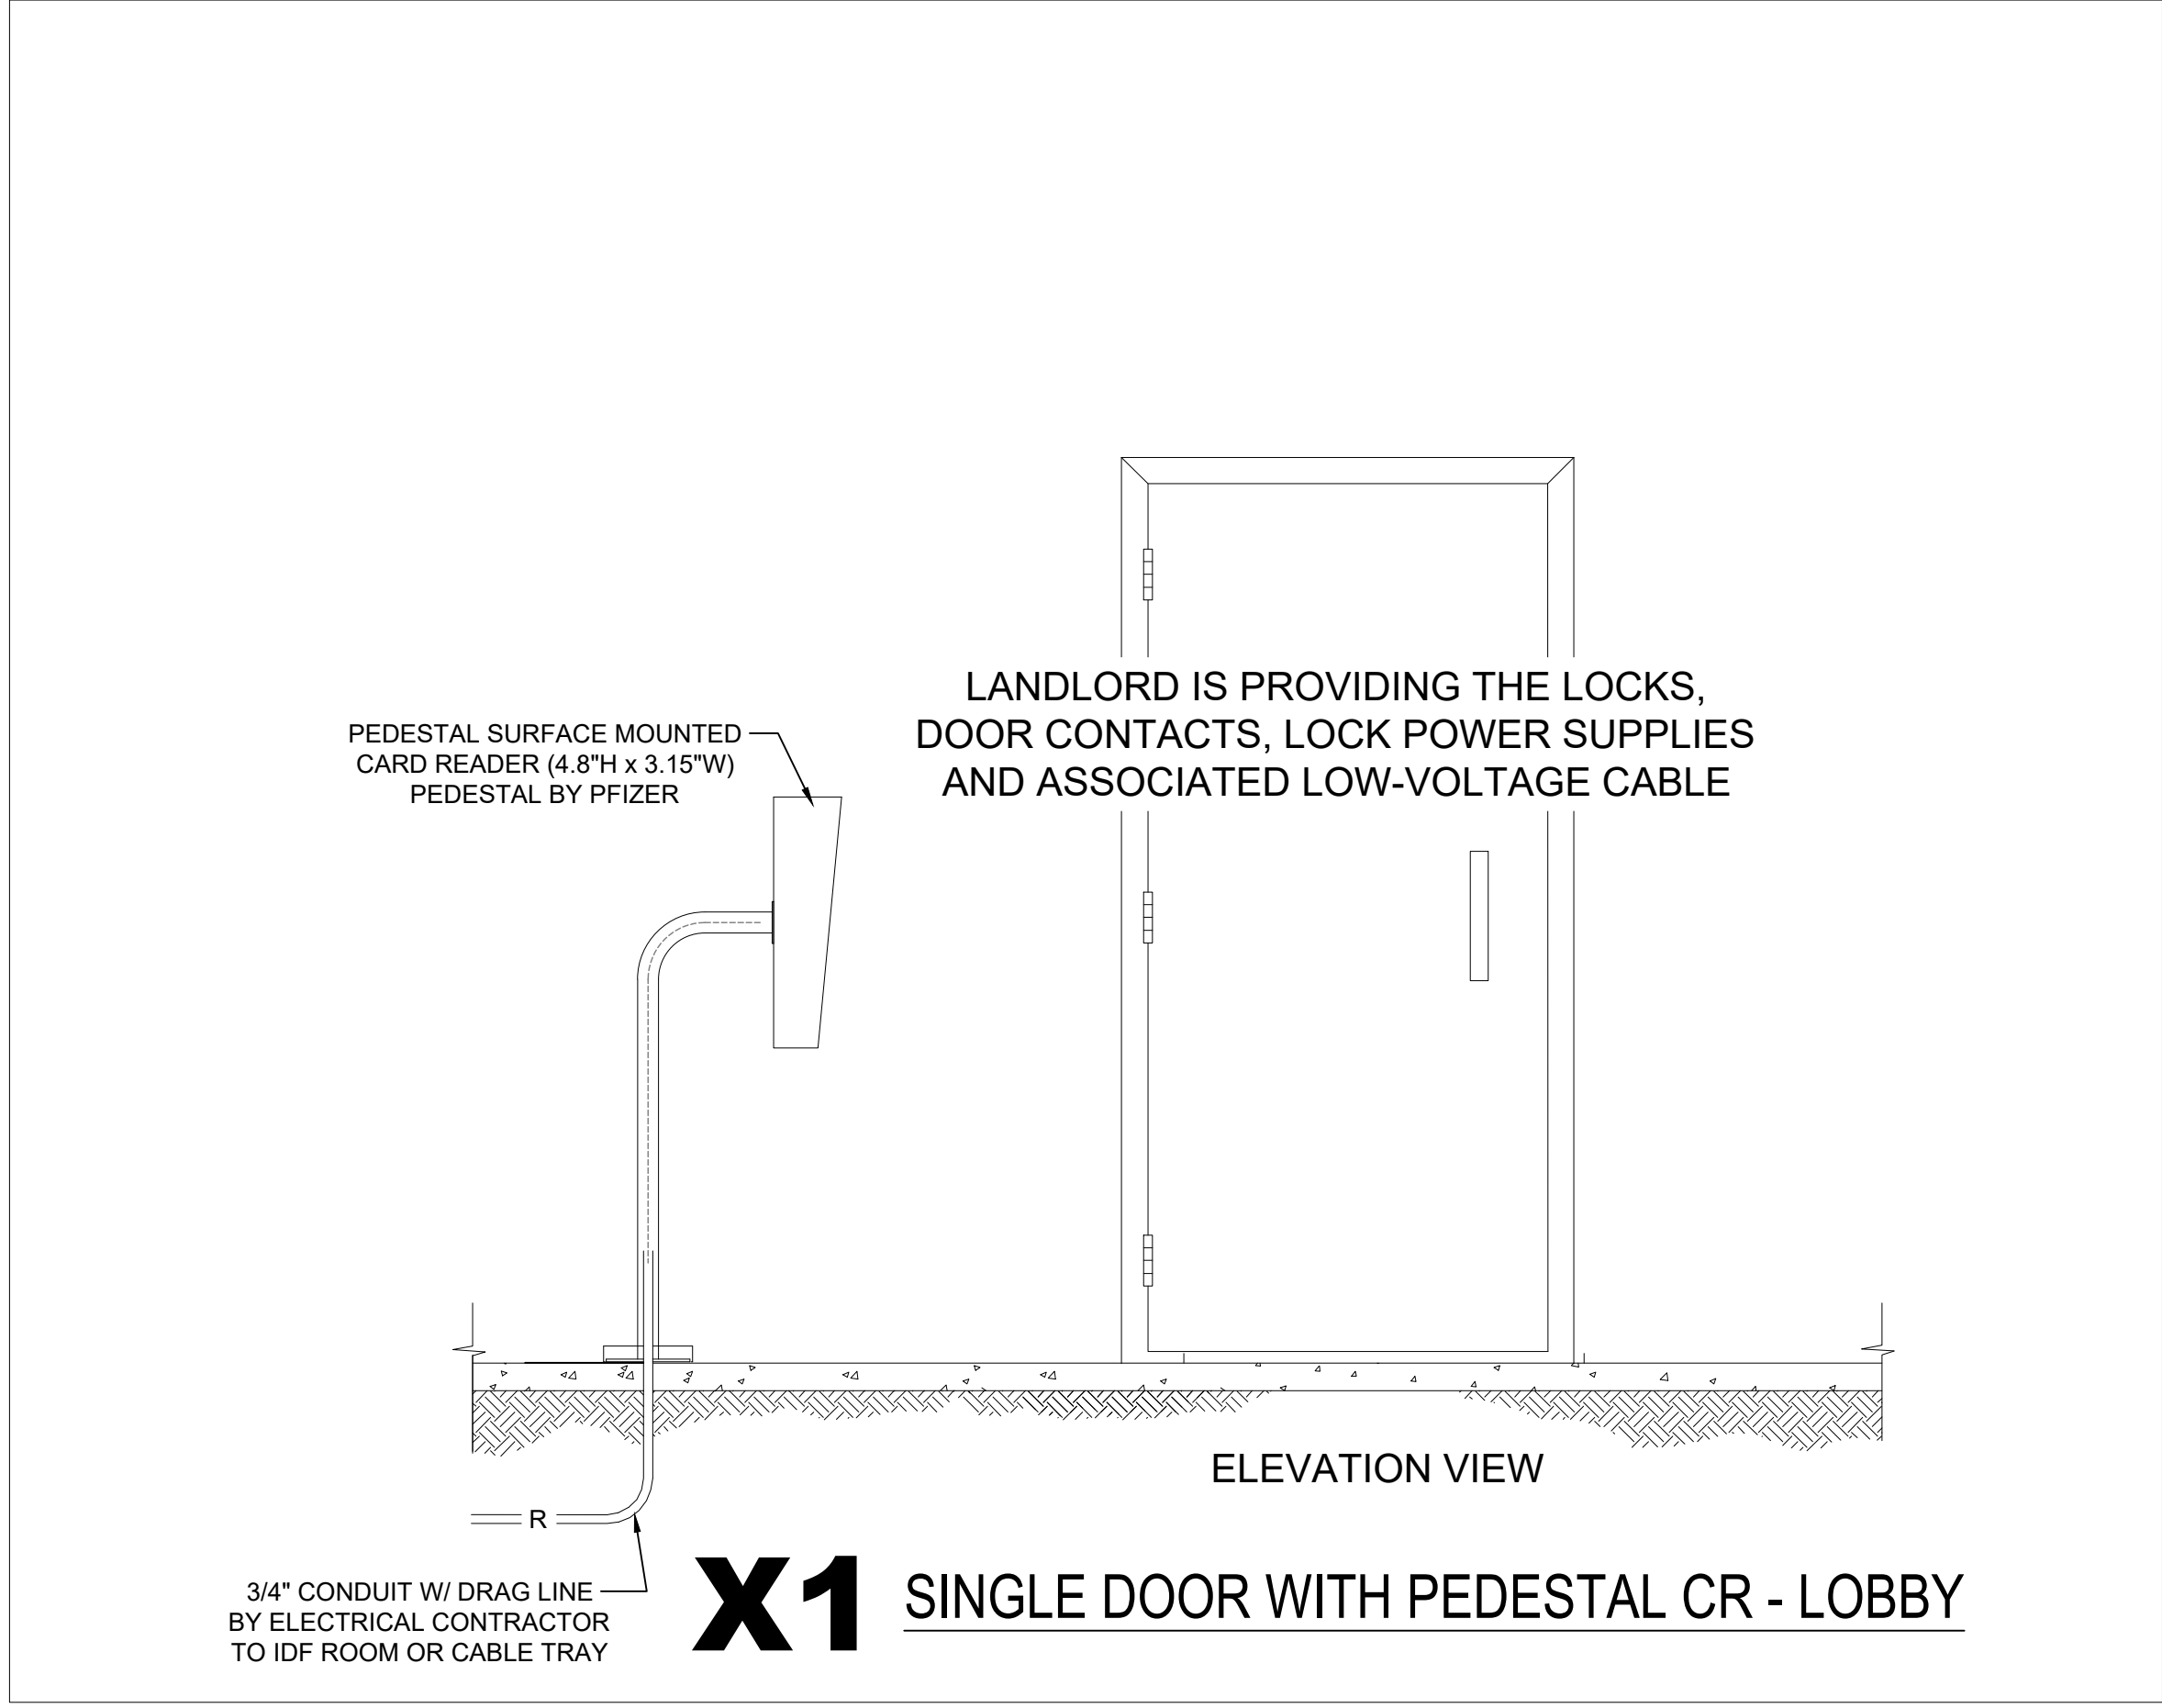 LANDLORD IS PROVIDING THE LOCKS,
DOOR CONTACTS, LOCK POWER SUPPLIES
AND ASSOCIATED LOW-VOLTAGE CABLE
PEDESTAL SURFACE MOUNTED
CARD READER (4.8"H x 3.15"W)
PEDESTAL BY PFIZER
ELEVATION VIEW
R
3/4" CONDUIT W/ DRAG LINE
BY ELECTRICAL CONTRACTOR
TO IDF ROOM OR CABLE TRAY
X1 SINGLE DOOR WITH PEDESTAL CR - LOBBY